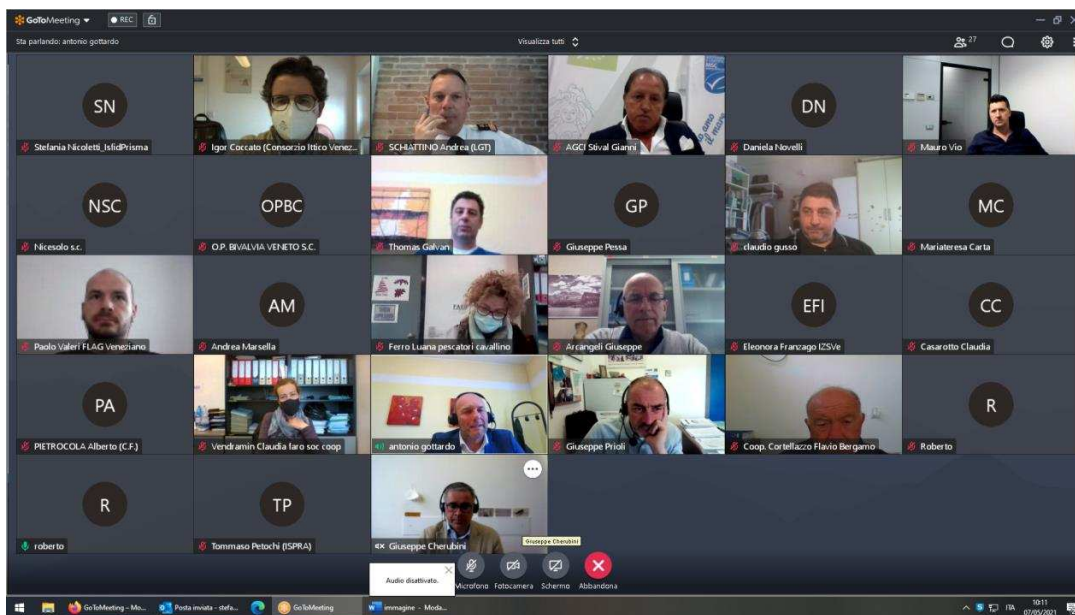 GoToMeeting
REC
Sta parlando: antonio gottardo
Visualizza tutti
27
SN
Stefania Nicoletti_IsfidPrisma
Igor Coccato (Consorzio Ittico Venez...
SCHIATTINO Andrea (LGT)
MSC
AGCI Stival Gianni
DN
Daniela Novelli
Mauro Vio
NSC
Nicesolo s.c.
OPBC
O.P. BIVALVIA VENETO S.C.
Thomas Galvan
GP
Giuseppe Pessa
claudio gusso
MC
Mariateresa Carta
Paolo Valeri FLAG Veneziano
AM
Andrea Marsella
Ferro Luana pescatori cavallino
Arcangeli Giuseppe
EFI
Eleonora Franzago IZSVe
CC
Casarotto Claudia
PA
PIETROCOLA Alberto (C.F.)
Vendramin Claudia faro soc coop
antonio gottardo
Giuseppe Prioli
Coop. Cortellazzo Flavio Bergamo
R
Roberto
R
roberto
TP
Tommaso Petochi (ISPRA)
Giuseppe Cherubini
Giuseppe Cherubini
Audio disattivato.
Microfono
Fotocamera
Schermo
Abbandona
GoToMeeting - Mo...
Posta inviata - stefa...
GoToMeeting
immagine - Moda...
ITA
10:11
07/05/2021